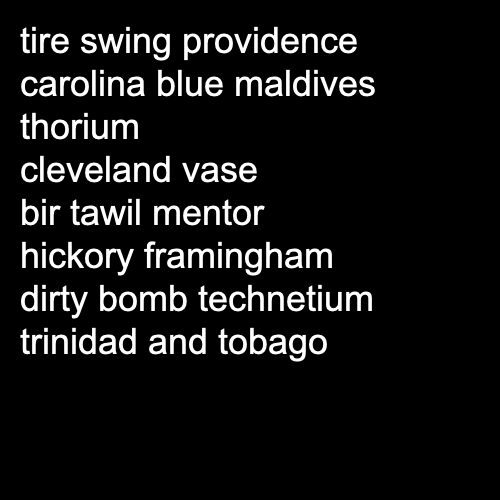 tire swing providence
carolina blue maldives
thorium
cleveland vase
bir tawil mentor
hickory framingham
dirty bomb technetium
trinidad and tobago